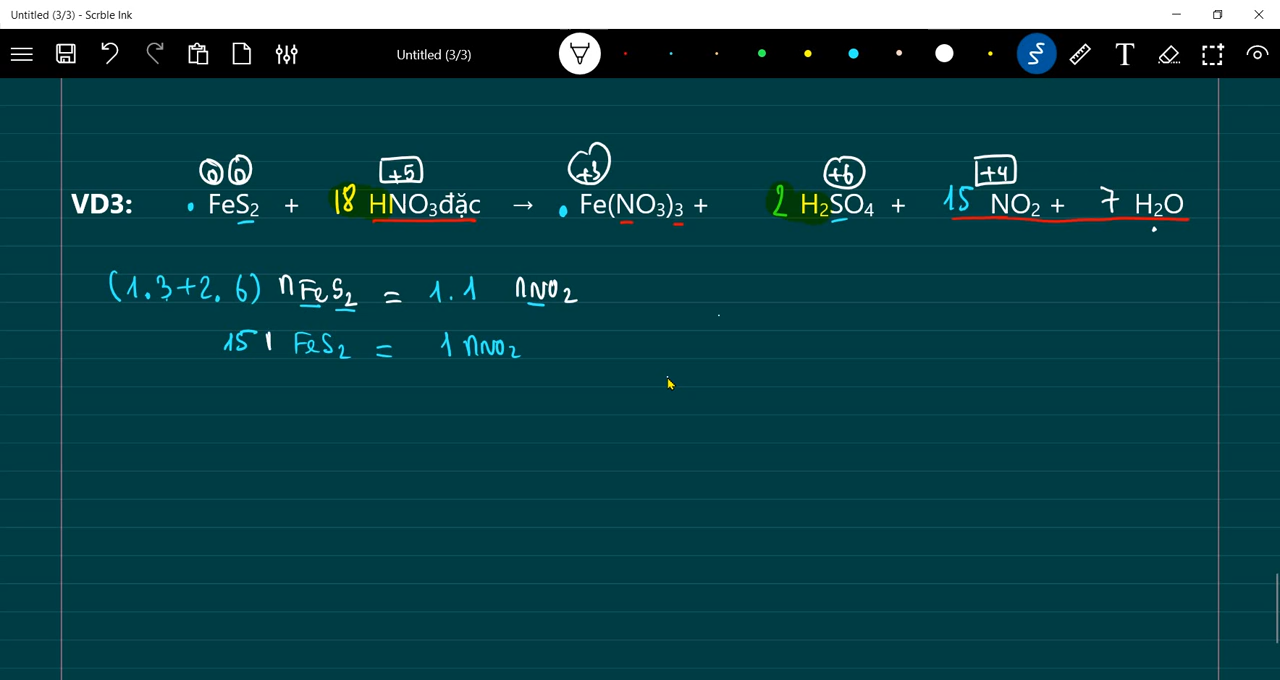 Untitled (3/3) - Scrble Ink
Untitled (3/3)
T
0 0 +5 +3 +6 +4
VD3: FeS2 + 18 HNO3đặc → Fe(NO3)3 + 2 H2SO4 + 15 NO2 + 7 H2O
(1.3+2.6) nFeS2 = 1.1 nNO2
15 1 FeS2 = 1 nNO2